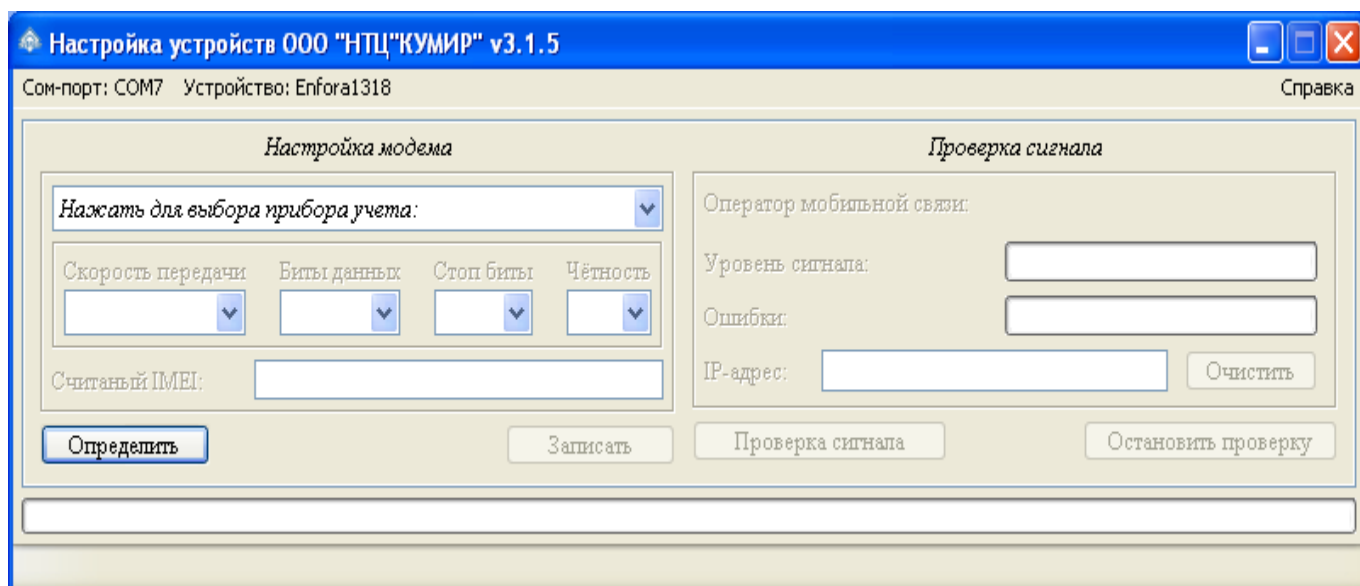 Настройка устройств ООО "НТЦ"КУМИР" v3.1.5
Com-порт: COM7 Устройство: Enfora1318 Справка
Настройка модема
Нажать для выбора прибора учета:
Скорость передачи Биты данных Стоп биты Чётность
Считаный IMEI:
Определить Записать
Проверка сигнала
Оператор мобильной связи:
Уровень сигнала:
Ошибки:
IP-адрес: Очистить
Проверка сигнала Остановить проверку